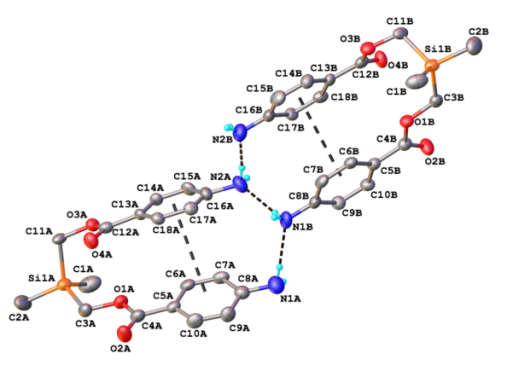 C11B
O3B
C2B
C13B
Si1B
C14B
O4B
C12B
C15B
C1B
C18B
C3B
C16B
C17B
O1B
N2B
C4B
C6B
O2B
C7B
C5B
N2A
C15A
C8B
C10B
C14A
C16A
C9B
O3A
C13A
C17A
N1B
C11A
C12A
C18A
O4A
C7A
Si1A
C1A
C6A
C8A
O1A
C5A
N1A
C2A
C3A
C4A
C9A
C10A
O2A